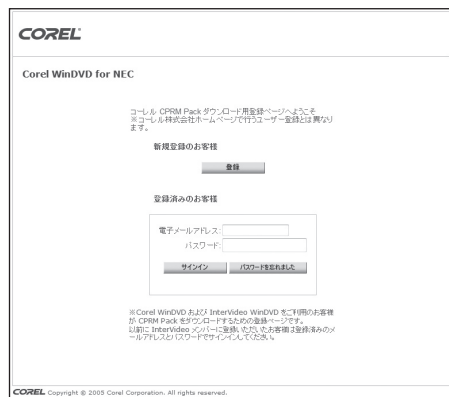 COREL
Corel WinDVD for NEC
コーレル CPRM Pack ダウンロード用登録ページへようこそ
※コーレル株式会社ホームページで行うユーザー登録とは異なり
ます。
新規登録のお客様
登録
登録済みのお客様
電子メールアドレス:
パスワード:
サインイン パスワードを忘れました
※Corel WinDVD および InterVideo WinDVD をご利用のお客様
が CPRM Pack をダウンロードするための登録ページです。
以前に InterVideo メンバーに登録いただいたお客様は登録済みのメ
ールアドレスとパスワードでサインインしてください。
COREL Copyright © 2005 Corel Corporation. All rights reserved.